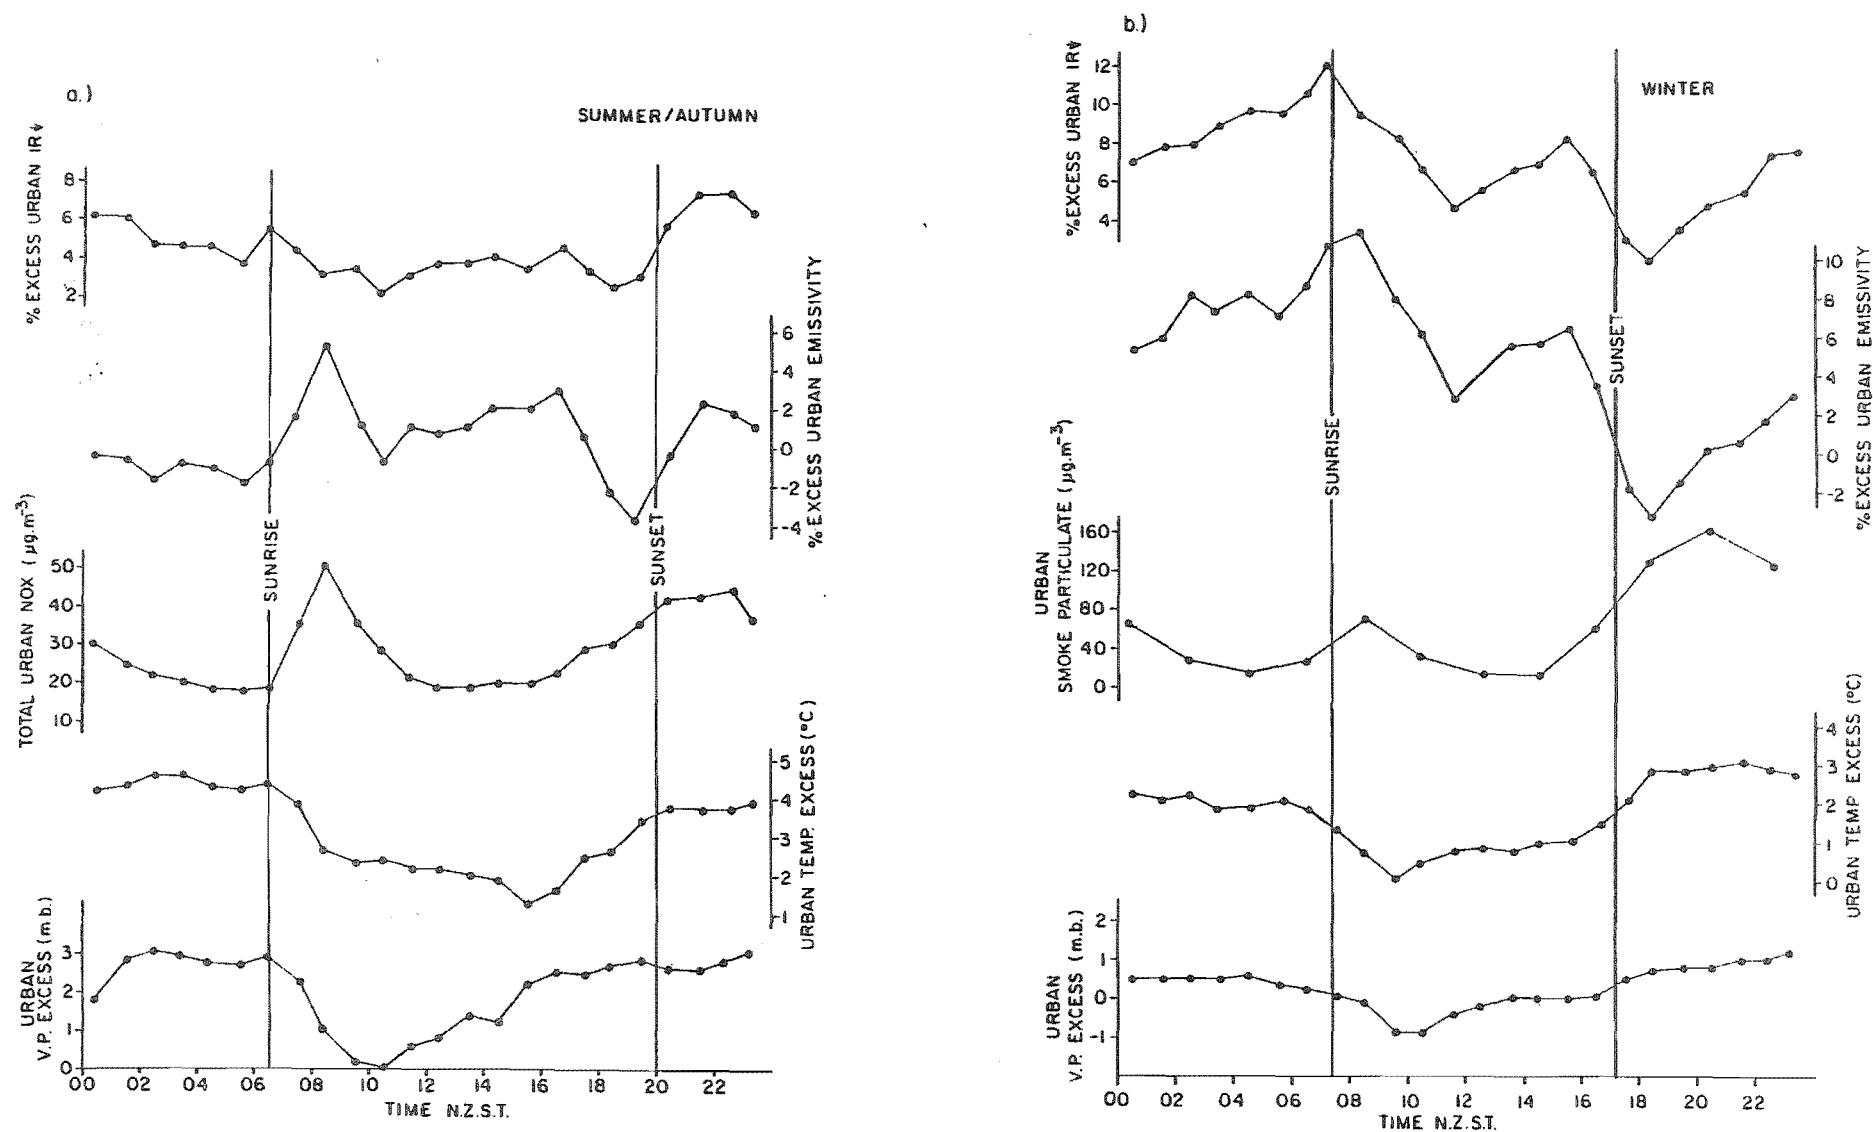 a.)
SUMMER/AUTUMN
% EXCESS URBAN IR↓
8
6
4
2
% EXCESS URBAN EMISSIVITY
6
4
2
0
-2
-4
TOTAL URBAN NOX (µg.m⁻³)
50
40
30
20
10
SUNRISE
SUNSET
URBAN TEMP. EXCESS (°C)
5
4
3
2
1
URBAN
V.P. EXCESS (m.b.)
3
2
1
0
00 02 04 06 08 10 12 14 16 18 20 22
TIME N.Z.S.T.
b.)
WINTER
% EXCESS URBAN IR↓
12
10
8
6
4
% EXCESS URBAN EMISSIVITY
10
8
6
4
2
0
-2
SUNRISE
SUNSET
URBAN
SMOKE PARTICULATE (µg.m⁻³)
160
120
80
40
0
URBAN TEMP EXCESS (°C)
4
3
2
1
0
URBAN
V.P. EXCESS (m.b.)
2
1
0
-1
00 02 04 06 08 10 12 14 16 18 20 22
TIME N.Z.S.T.